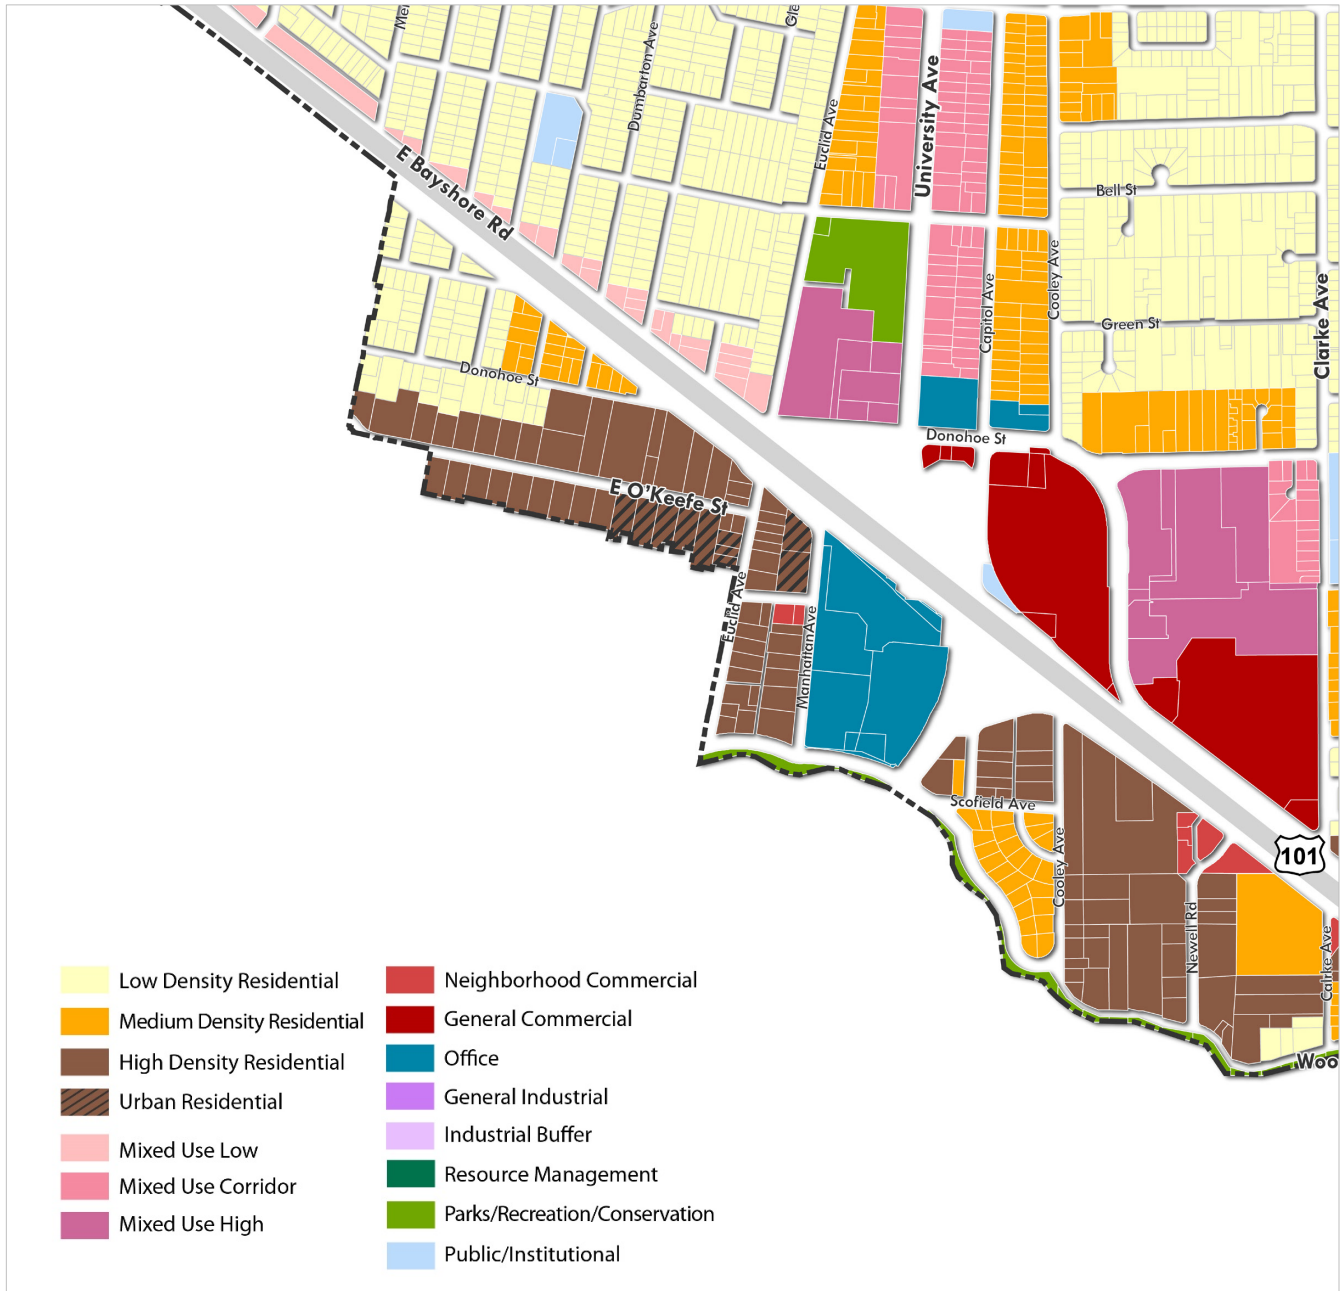 Dumbarton Ave
Euclid Ave
University Ave
E Bayshore Rd
Bell St
Capitol Ave
Cooley Ave
Green St
Clarke Ave
Donohoe St
Donohoe St
E O'Keefe St
Euclid Ave
Manhattan Ave
Scofield Ave
Cooley Ave
101
Newell Rd
Calrke Ave
Woo
Low Density Residential
Medium Density Residential
High Density Residential
Urban Residential
Mixed Use Low
Mixed Use Corridor
Mixed Use High
Neighborhood Commercial
General Commercial
Office
General Industrial
Industrial Buffer
Resource Management
Parks/Recreation/Conservation
Public/Institutional